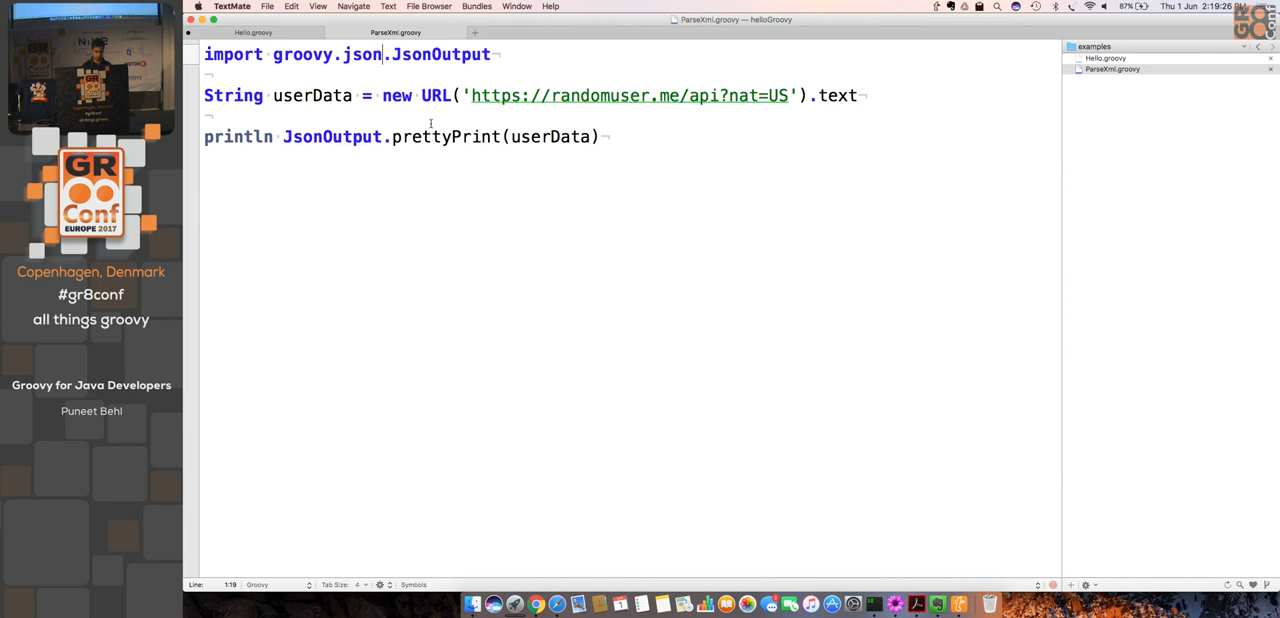 TextMate File Edit View Navigate Text File Browser Bundles Window Help
87% Thu 1 Jun 2:19:26 PM
ParseXml.groovy — helloGroovy
Hello.groovy ParseXml.groovy +
import groovy.json.JsonOutput¬
¬
String userData = new URL('https://randomuser.me/api?nat=US').text¬
¬
println JsonOutput.prettyPrint(userData)¬
examples
Hello.groovy
ParseXml.groovy
GR
Conf
EUROPE 2017
Copenhagen, Denmark
#gr8conf
all things groovy
Groovy for Java Developers
Puneet Behl
Line: 1:19 Groovy Tab Size: 4 Symbols